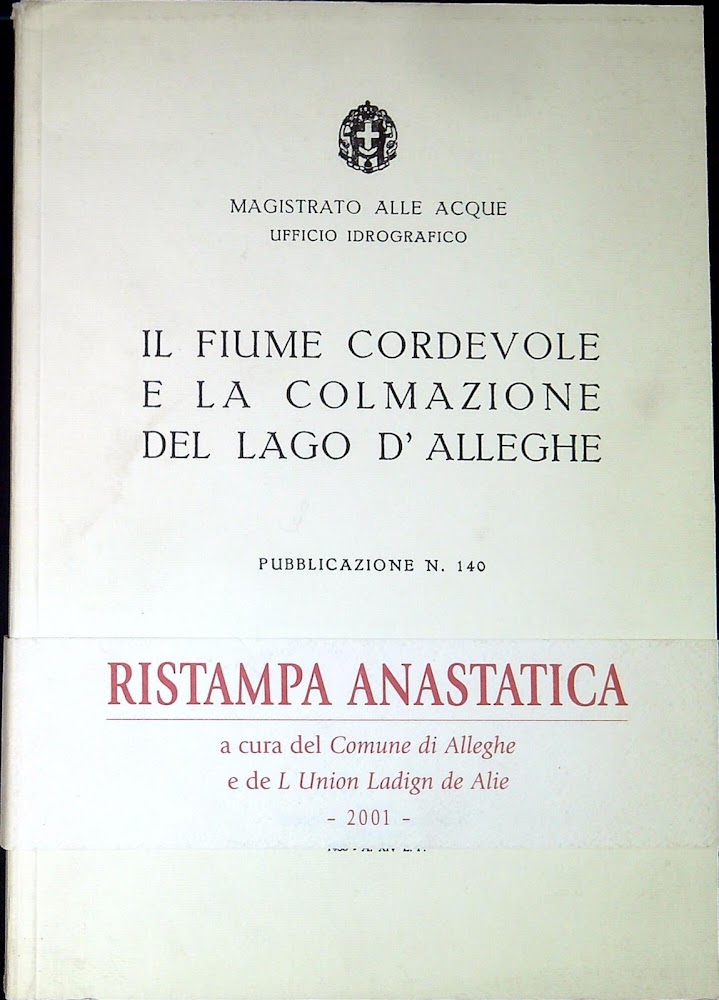 MAGISTRATO ALLE ACQUE
UFFICIO IDROGRAFICO
IL FIUME CORDEVOLE
E LA COLMAZIONE
DEL LAGO D' ALLEGHE
PUBBLICAZIONE N. 140
RISTAMPA ANASTATICA
a cura del Comune di Alleghe
e de L Union Ladign de Alie
- 2001 -